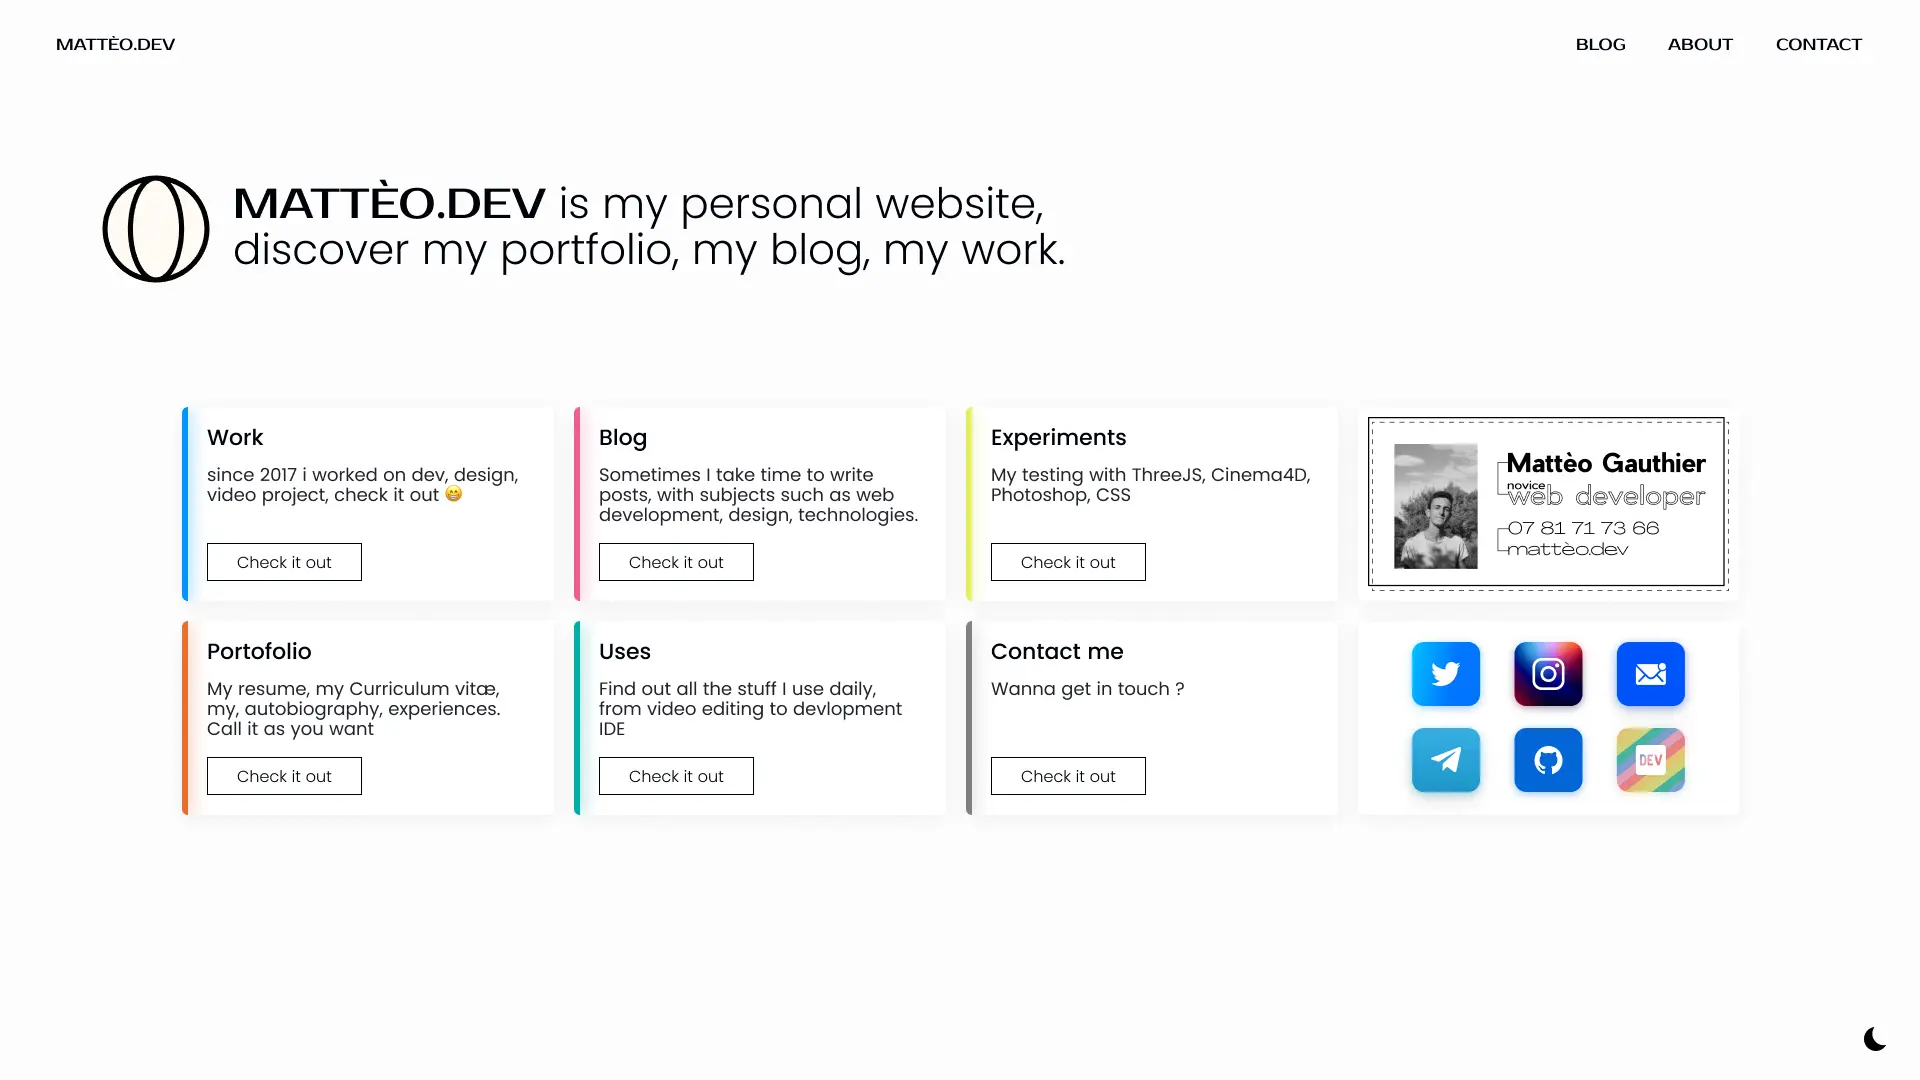 MATTÈO.DEV
BLOG ABOUT CONTACT
MATTÈO.DEV is my personal website,
discover my portfolio, my blog, my work.
Work
since 2017 i worked on dev, design,
video project, check it out 😁
Check it out
Blog
Sometimes I take time to write
posts, with subjects such as web
development, design, technologies.
Check it out
Experiments
My testing with ThreeJS, Cinema4D,
Photoshop, CSS
Check it out
Mattèo Gauthier
novice
web developer
07 81 71 73 66
mattèo.dev
Portofolio
My resume, my Curriculum vitæ,
my, autobiography, experiences.
Call it as you want
Check it out
Uses
Find out all the stuff I use daily,
from video editing to devlopment
IDE
Check it out
Contact me
Wanna get in touch ?
Check it out
DEV